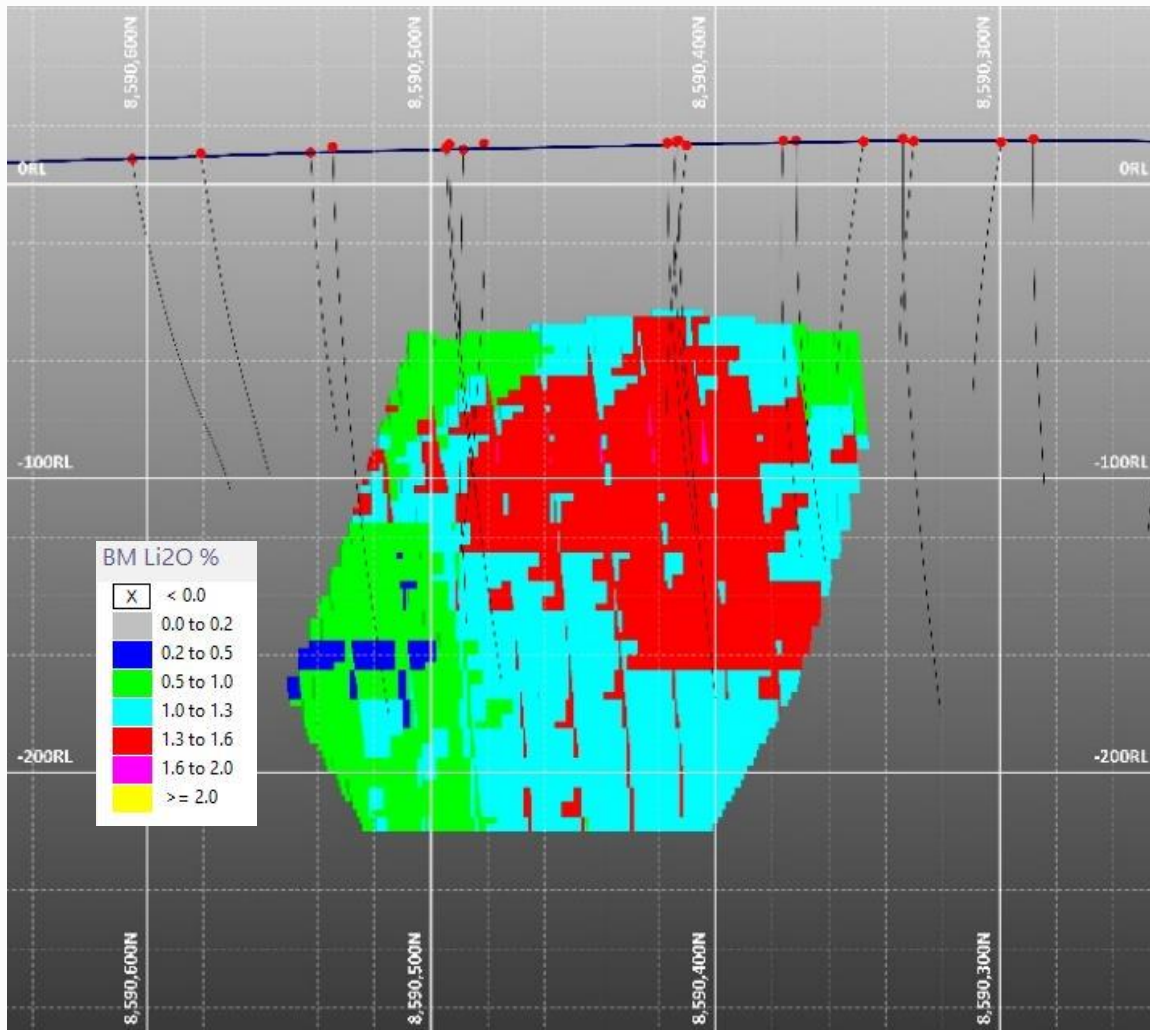 8,590,600N
8,590,500N
8,590,400N
8,590,300N
0RL
0RL
-100RL
-100RL
BM Li2O %
X < 0.0
0.0 to 0.2
0.2 to 0.5
0.5 to 1.0
1.0 to 1.3
1.3 to 1.6
1.6 to 2.0
>= 2.0
-200RL
-200RL
8,590,600N
8,590,500N
8,590,400N
8,590,300N